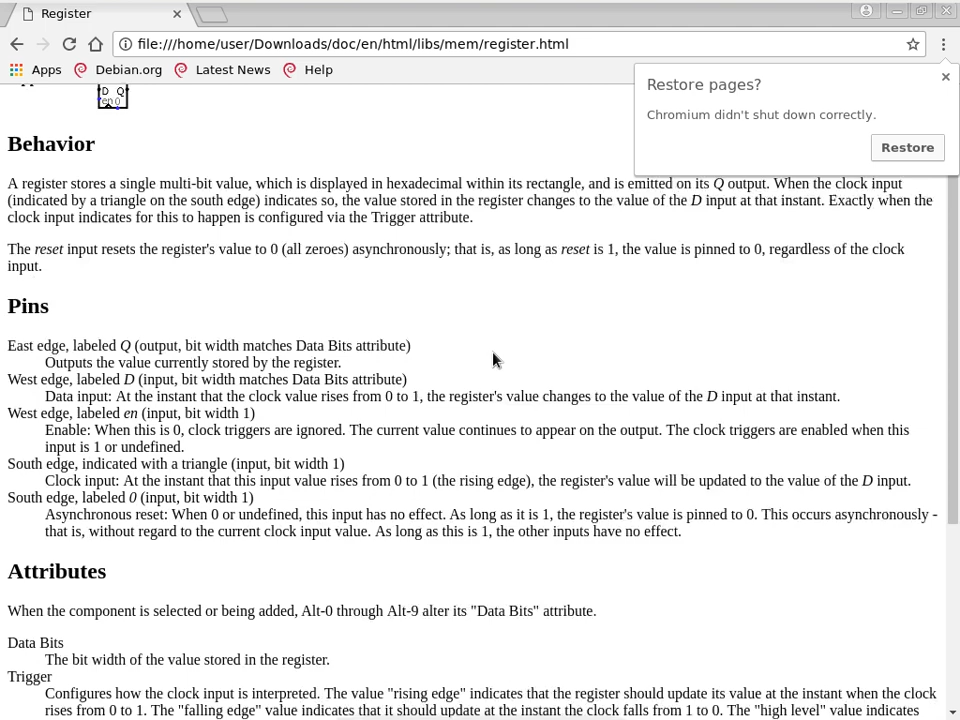 Register
file:///home/user/Downloads/doc/en/html/libs/mem/register.html
Apps
Debian.org
Latest News
Help
Restore pages?
Chromium didn't shut down correctly.
Restore
D Q
en 0
Behavior
A register stores a single multi-bit value, which is displayed in hexadecimal within its rectangle, and is emitted on its Q output. When the clock input
(indicated by a triangle on the south edge) indicates so, the value stored in the register changes to the value of the D input at that instant. Exactly when the
clock input indicates for this to happen is configured via the Trigger attribute.
The reset input resets the register's value to 0 (all zeroes) asynchronously; that is, as long as reset is 1, the value is pinned to 0, regardless of the clock
input.
Pins
East edge, labeled Q (output, bit width matches Data Bits attribute)
Outputs the value currently stored by the register.
West edge, labeled D (input, bit width matches Data Bits attribute)
Data input: At the instant that the clock value rises from 0 to 1, the register's value changes to the value of the D input at that instant.
West edge, labeled en (input, bit width 1)
Enable: When this is 0, clock triggers are ignored. The current value continues to appear on the output. The clock triggers are enabled when this
input is 1 or undefined.
South edge, indicated with a triangle (input, bit width 1)
Clock input: At the instant that this input value rises from 0 to 1 (the rising edge), the register's value will be updated to the value of the D input.
South edge, labeled 0 (input, bit width 1)
Asynchronous reset: When 0 or undefined, this input has no effect. As long as it is 1, the register's value is pinned to 0. This occurs asynchronously -
that is, without regard to the current clock input value. As long as this is 1, the other inputs have no effect.
Attributes
When the component is selected or being added, Alt-0 through Alt-9 alter its "Data Bits" attribute.
Data Bits
The bit width of the value stored in the register.
Trigger
Configures how the clock input is interpreted. The value "rising edge" indicates that the register should update its value at the instant when the clock
rises from 0 to 1. The "falling edge" value indicates that it should update at the instant the clock falls from 1 to 0. The "high level" value indicates